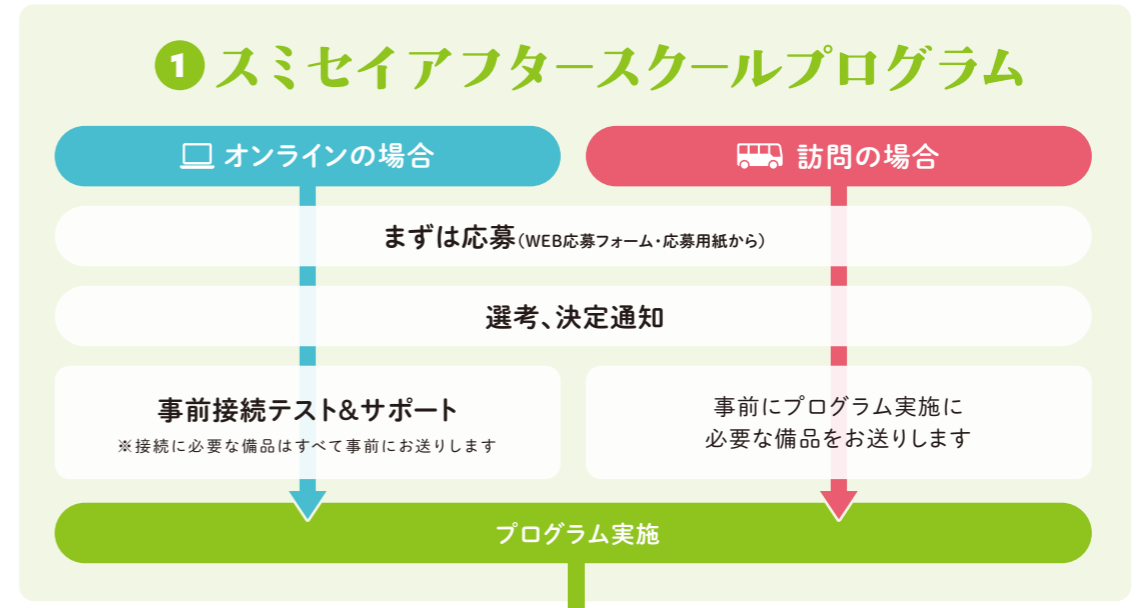 1 スミセイアフタースクールプログラム
オンラインの場合
訪問の場合
まずは応募(WEB応募フォーム・応募用紙から)
選考、決定通知
事前接続テスト&サポート
※接続に必要な備品はすべて事前にお送りします
事前にプログラム実施に
必要な備品をお送りします
プログラム実施